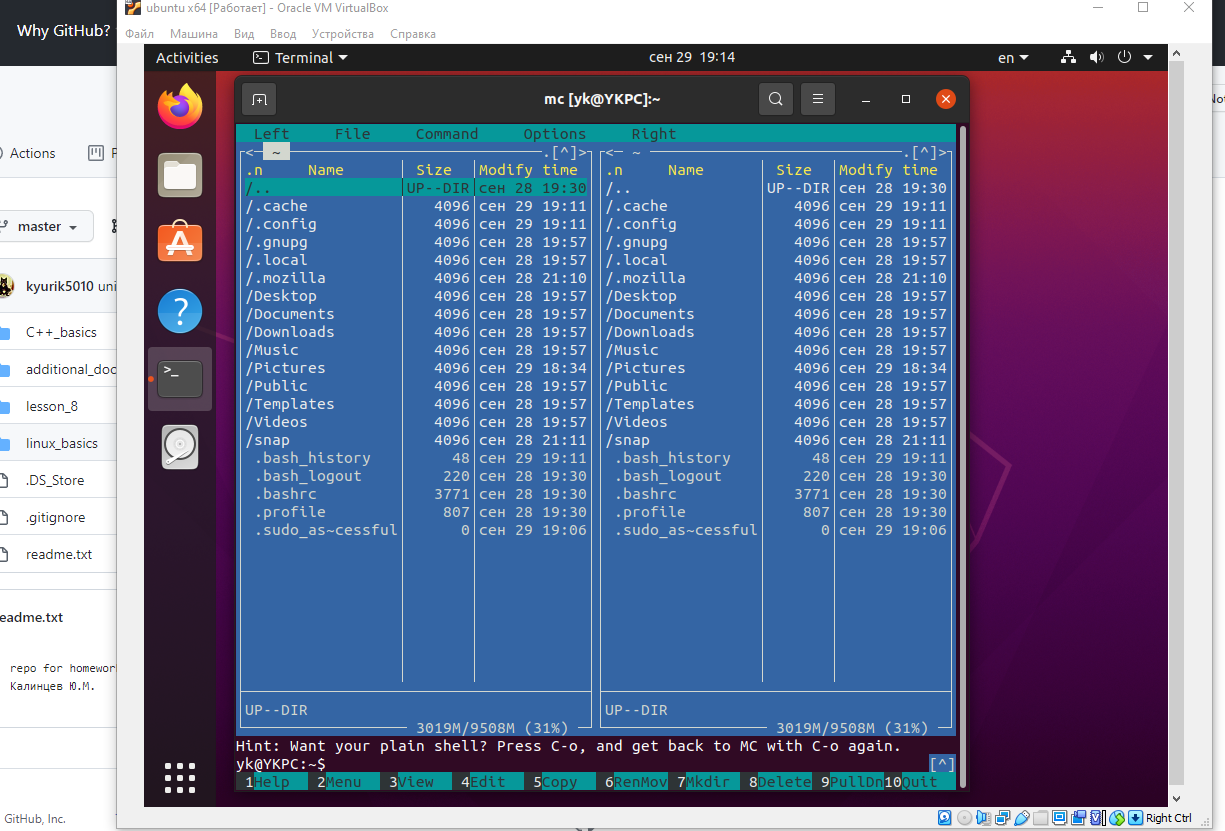 ubuntu x64 [Работает] - Oracle VM VirtualBox
Файл Машина Вид Ввод Устройства Справка
Why GitHub?
Actions
master
kyurik5010
C++_basics
additional_doc
lesson_8
linux_basics
.DS_Store
.gitignore
readme.txt
eadme.txt
repo for homewor
Калинцев Ю.М.
GitHub, Inc.
Activities Terminal сен 29 19:14 en
mc [yk@YKPC]:~
Left File Command Options Right
<─ ~ .[^]> <─ ~ .[^]>
.n Name Size Modify time .n Name Size Modify time
/.. UP--DIR сен 28 19:30 /.. UP--DIR сен 28 19:30
/.cache 4096 сен 29 19:11 /.cache 4096 сен 29 19:11
/.config 4096 сен 29 19:11 /.config 4096 сен 29 19:11
/.gnupg 4096 сен 28 19:57 /.gnupg 4096 сен 28 19:57
/.local 4096 сен 28 19:57 /.local 4096 сен 28 19:57
/.mozilla 4096 сен 28 21:10 /.mozilla 4096 сен 28 21:10
/Desktop 4096 сен 28 19:57 /Desktop 4096 сен 28 19:57
/Documents 4096 сен 28 19:57 /Documents 4096 сен 28 19:57
/Downloads 4096 сен 28 19:57 /Downloads 4096 сен 28 19:57
/Music 4096 сен 28 19:57 /Music 4096 сен 28 19:57
/Pictures 4096 сен 29 18:34 /Pictures 4096 сен 29 18:34
/Public 4096 сен 28 19:57 /Public 4096 сен 28 19:57
/Templates 4096 сен 28 19:57 /Templates 4096 сен 28 19:57
/Videos 4096 сен 28 19:57 /Videos 4096 сен 28 19:57
/snap 4096 сен 28 21:11 /snap 4096 сен 28 21:11
.bash_history 48 сен 29 19:11 .bash_history 48 сен 29 19:11
.bash_logout 220 сен 28 19:30 .bash_logout 220 сен 28 19:30
.bashrc 3771 сен 28 19:30 .bashrc 3771 сен 28 19:30
.profile 807 сен 28 19:30 .profile 807 сен 28 19:30
.sudo_as~cessful 0 сен 29 19:06 .sudo_as~cessful 0 сен 29 19:06
UP--DIR UP--DIR
3019M/9508M (31%) 3019M/9508M (31%)
Hint: Want your plain shell? Press C-o, and get back to MC with C-o again.
yk@YKPC:~$ [^]
1Help 2Menu 3View 4Edit 5Copy 6RenMov 7Mkdir 8Delete 9PullDn 10Quit
Right Ctrl